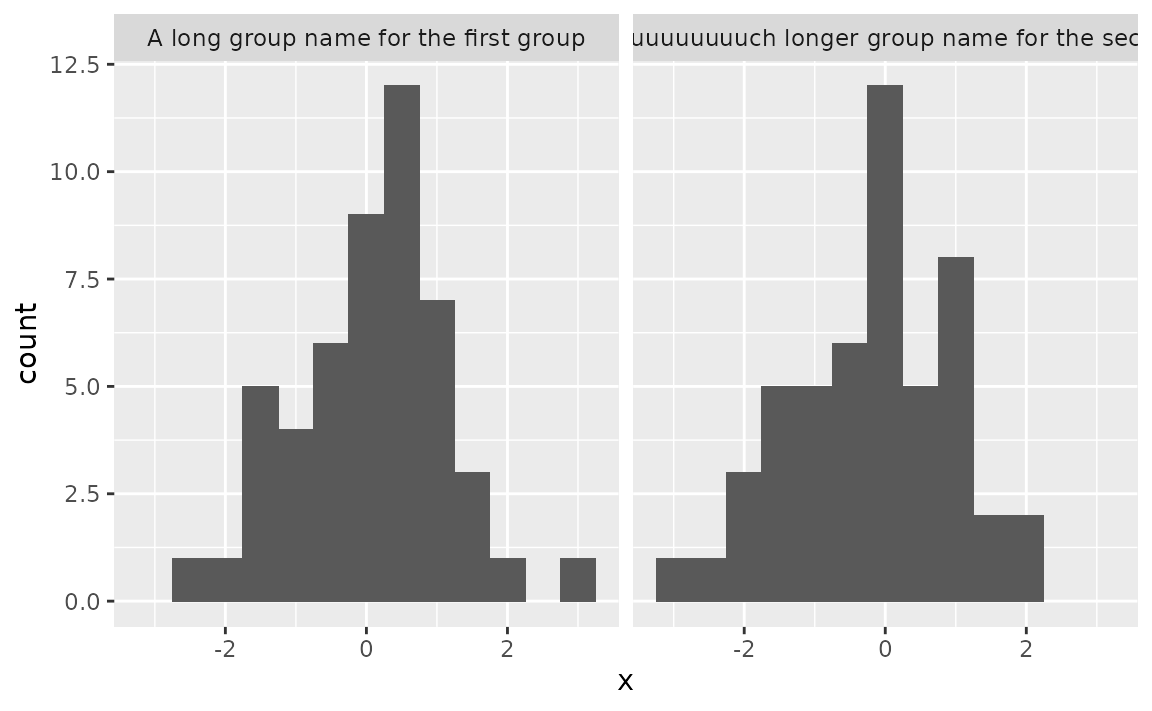 A long group name for the first group
uuuuuuuuch longer group name for the sec
12.5
10.0
7.5
5.0
2.5
0.0
count
-2 0 2
-2 0 2
x